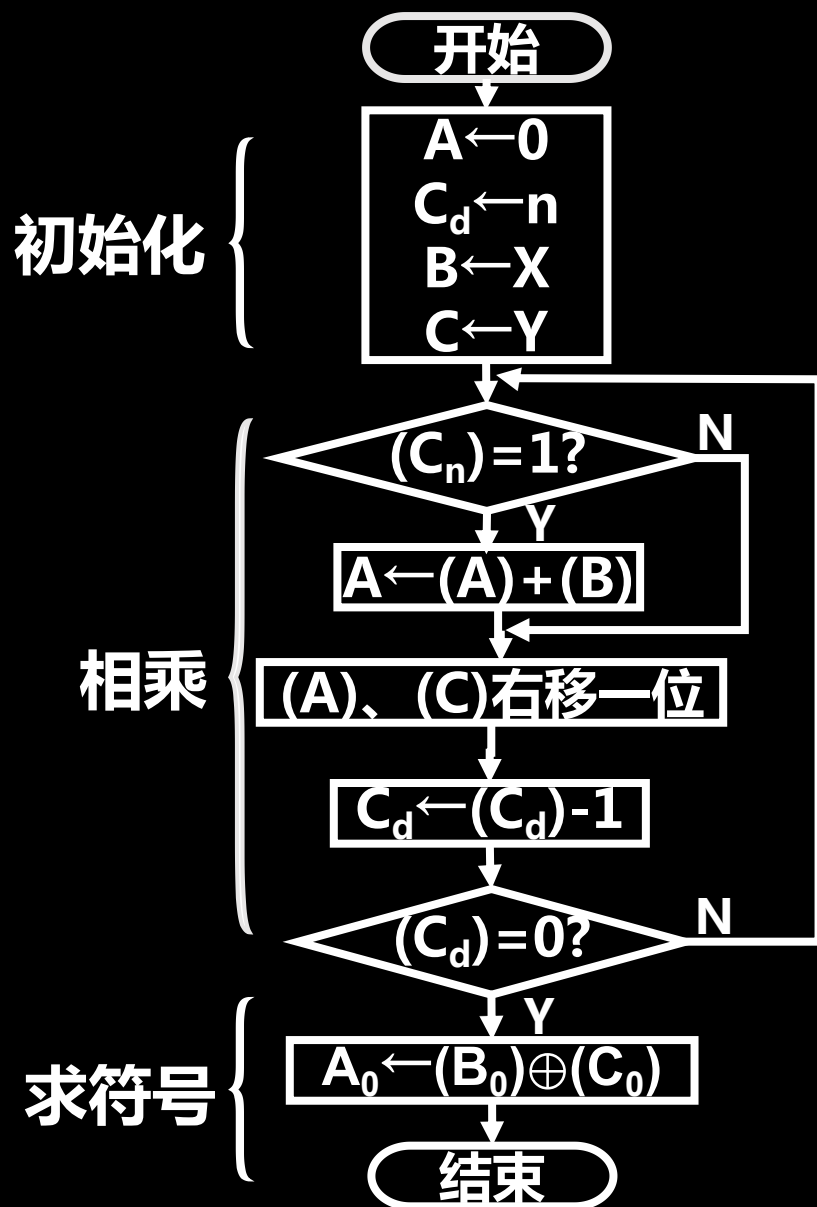 开始
A←0
Cd←n
B←X
C←Y
初始化
(Cn)=1?
N
Y
A←(A)+(B)
(A)、(C)右移一位
相乘
Cd←(Cd)-1
(Cd)=0?
N
Y
A0←(B0)⊕(C0)
求符号
结束